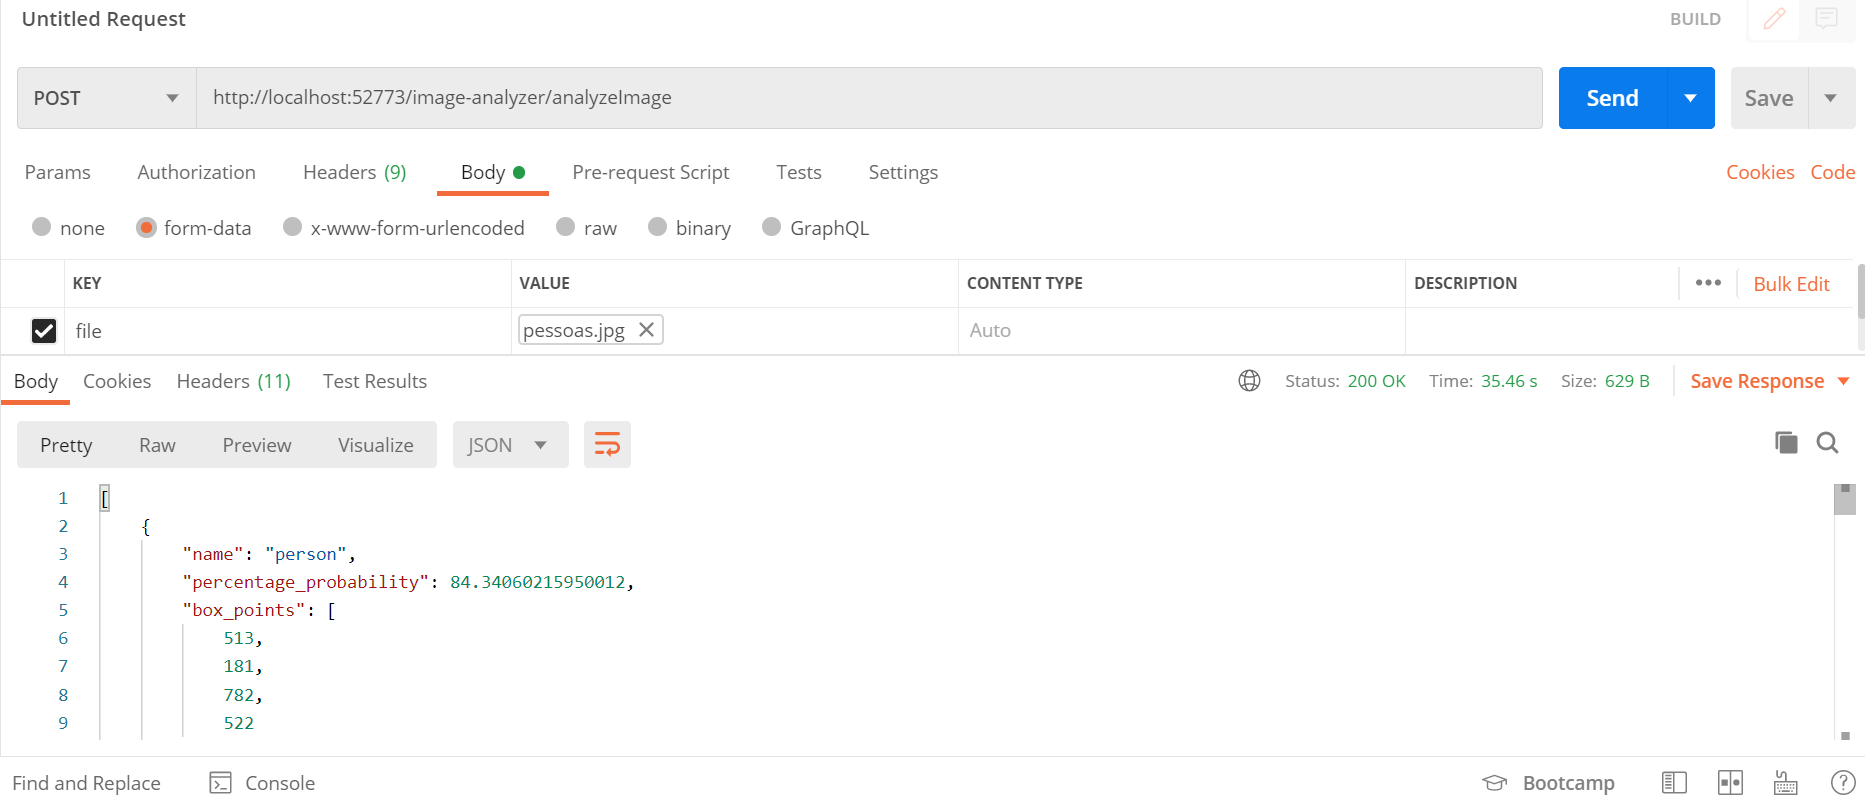 Untitled Request BUILD
POST http://localhost:52773/image-analyzer/analyzeImage Send Save
Params Authorization Headers (9) Body Pre-request Script Tests Settings Cookies Code
none form-data x-www-form-urlencoded raw binary GraphQL
KEY VALUE CONTENT TYPE DESCRIPTION ••• Bulk Edit
file pessoas.jpg Auto
Body Cookies Headers (11) Test Results Status: 200 OK Time: 35.46 s Size: 629 B Save Response
Pretty Raw Preview Visualize JSON
1 [
2 {
3 "name": "person",
4 "percentage_probability": 84.34060215950012,
5 "box_points": [
6 513,
7 181,
8 782,
9 522
Find and Replace Console Bootcamp